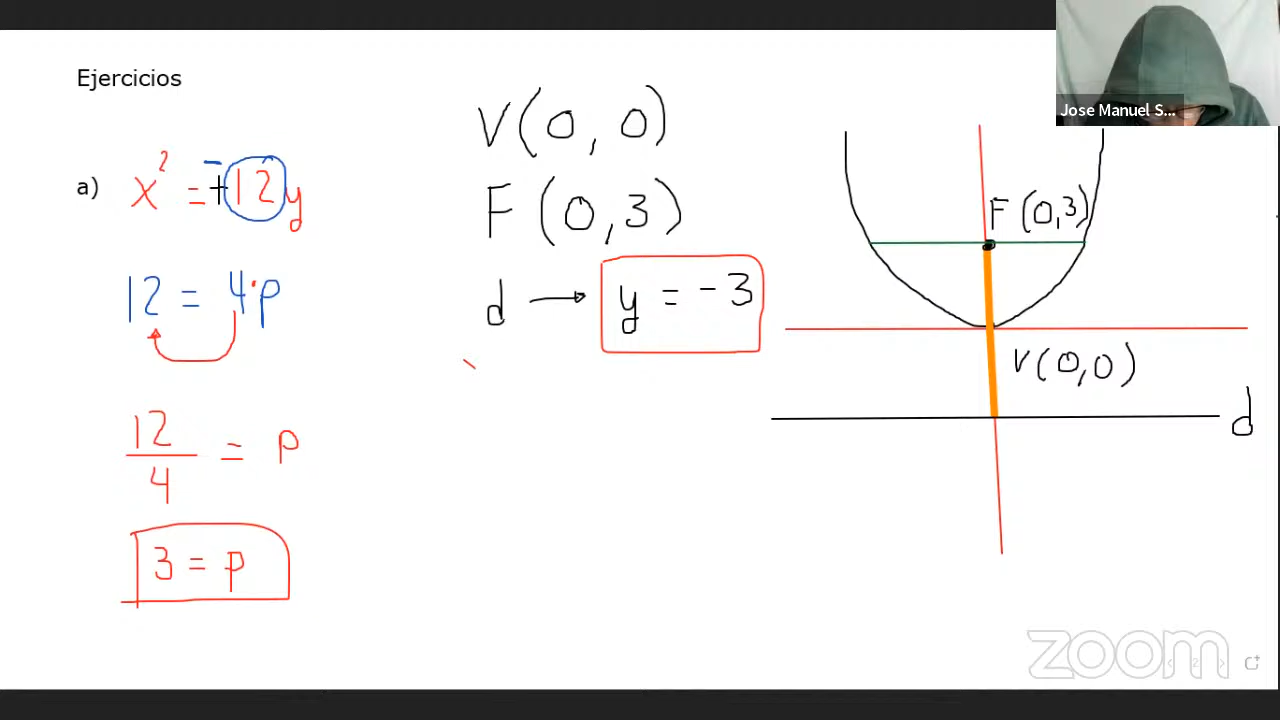 Ejercicios
a) x² = +12y
12 = 4·p
12/4 = p
3 = p
V(0, 0)
F(0, 3)
d → y = -3
F(0,3)
V(0,0)
d
Jose Manuel S...
zoom
2